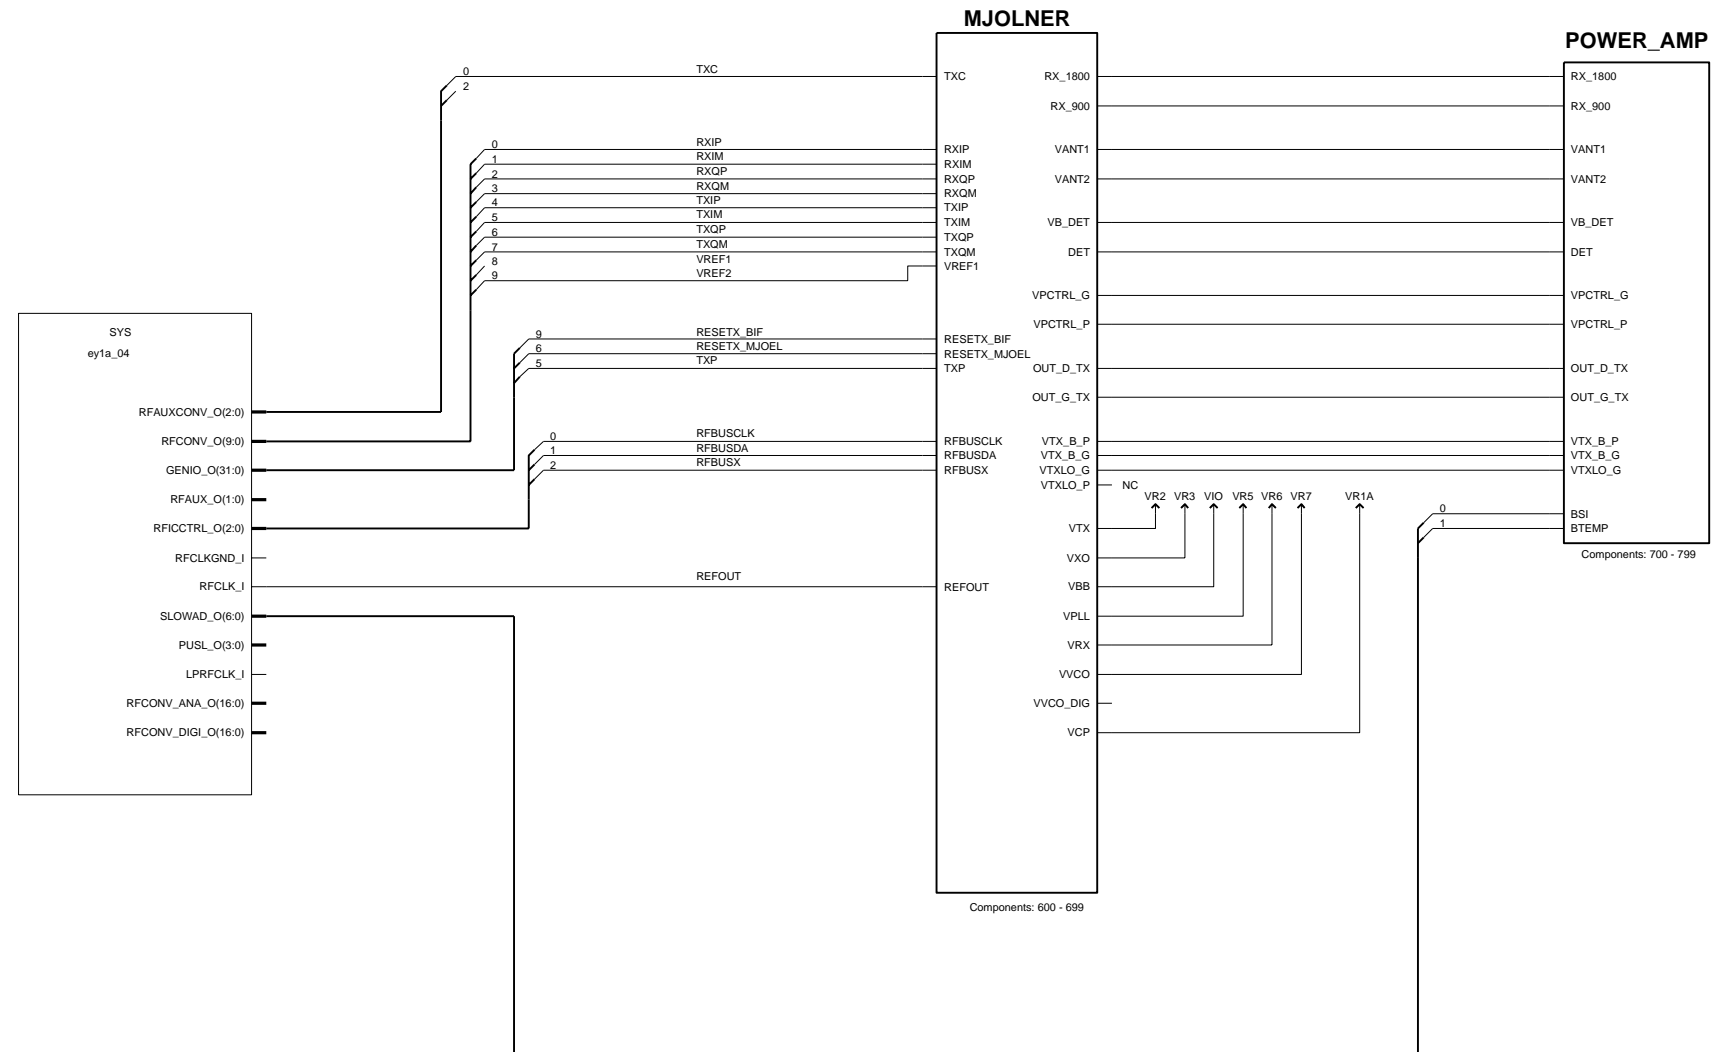 MJOLNER
POWER_AMP
0 TXC
2
TXC
RX_1800
RX_1800
RX_900
RX_900
0 RXIP
1 RXIM
2 RXQP
3 RXQM
4 TXIP
5 TXIM
6 TXQP
7 TXQM
8 VREF1
9 VREF2
RXIP
RXIM
RXQP
RXQM
TXIP
TXIM
TXQP
TXQM
VREF1
VANT1
VANT1
VANT2
VANT2
VB_DET
VB_DET
DET
DET
VPCTRL_G
VPCTRL_G
VPCTRL_P
VPCTRL_P
SYS
ey1a_04
9 RESETX_BIF
6 RESETX_MJOEL
5 TXP
RESETX_BIF
RESETX_MJOEL
TXP
OUT_D_TX
OUT_D_TX
OUT_G_TX
OUT_G_TX
RFAUXCONV_O(2:0)
RFCONV_O(9:0)
GENIO_O(31:0)
RFAUX_O(1:0)
RFICCTRL_O(2:0)
RFCLKGND_I
RFCLK_I
SLOWAD_O(6:0)
PUSL_O(3:0)
LPRFCLK_I
RFCONV_ANA_O(16:0)
RFCONV_DIGI_O(16:0)
0 RFBUSCLK
1 RFBUSDA
2 RFBUSX
RFBUSCLK
RFBUSDA
RFBUSX
VTX_B_P
VTX_B_G
VTXLO_G
VTXLO_P NC
VTX_B_P
VTX_B_G
VTXLO_G
VR2 VR3 VIO VR5 VR6 VR7 VR1A
0 BSI
1 BTEMP
Components: 700 - 799
VTX
VXO
VBB
VPLL
VRX
VVCO
VVCO_DIG
VCP
REFOUT
REFOUT
Components: 600 - 699